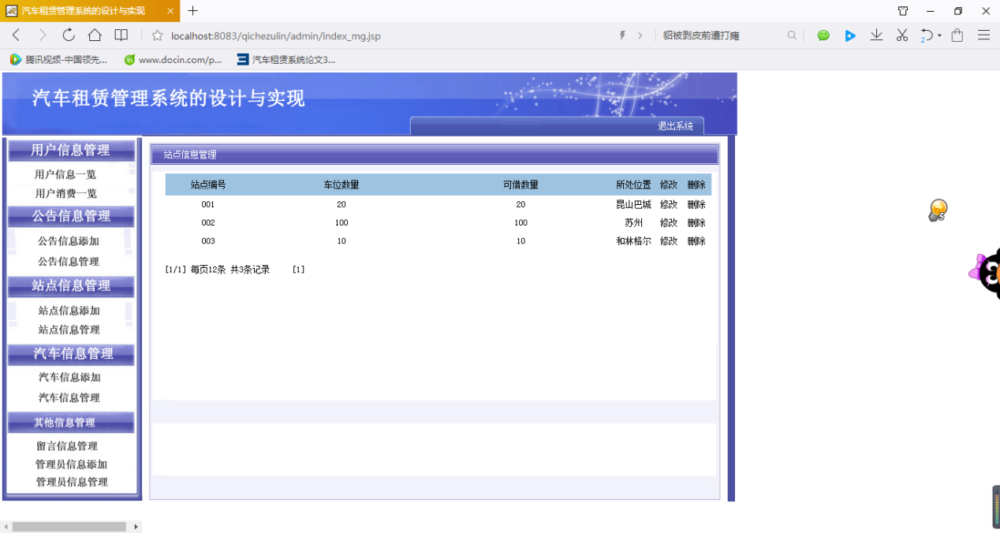 汽车租赁管理系统的设计与实现
localhost:8083/qichezulin/admin/index_mg.jsp
貂被剥皮前遭打瘫
2
腾讯视频-中国领先... www.docin.com/p... 汽车租赁系统论文3...
汽车租赁管理系统的设计与实现
退出系统
用户信息管理
用户信息一览
用户消费一览
公告信息管理
公告信息添加
公告信息管理
站点信息管理
站点信息添加
站点信息管理
汽车信息管理
汽车信息添加
汽车信息管理
其他信息管理
留言信息管理
管理员信息添加
管理员信息管理
站点信息管理
站点编号 车位数量 可借数量 所处位置 修改 删除
001 20 20 昆山巴城 修改 删除
002 100 100 苏州 修改 删除
003 10 10 和林格尔 修改 删除
[1/1] 每页12条 共3条记录 [1]